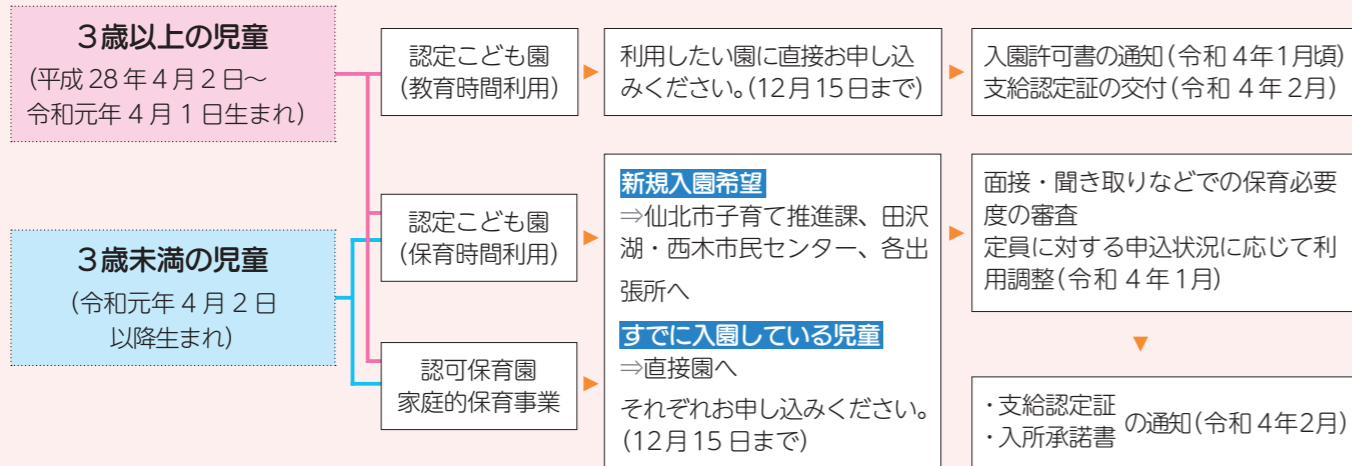 3歳以上の児童
(平成28年4月2日～
令和元年4月1日生まれ)
3歳未満の児童
(令和元年4月2日
以降生まれ)
認定こども園
(教育時間利用)
利用したい園に直接お申し込
みください。(12月15日まで)
入園許可書の通知(令和4年1月頃)
支給認定証の交付(令和4年2月)
認定こども園
(保育時間利用)
認可保育園
家庭的保育事業
新規入園希望
⇒仙北市子育て推進課、田沢
湖・西木市民センター、各出
張所へ
すでに入園している児童
⇒直接園へ
それぞれお申し込みください。
(12月15日まで)
面接・聞き取りなどでの保育必要
度の審査
定員に対する申込状況に応じて利
用調整(令和4年1月)
・支給認定証
・入所承諾書
の通知(令和4年2月)